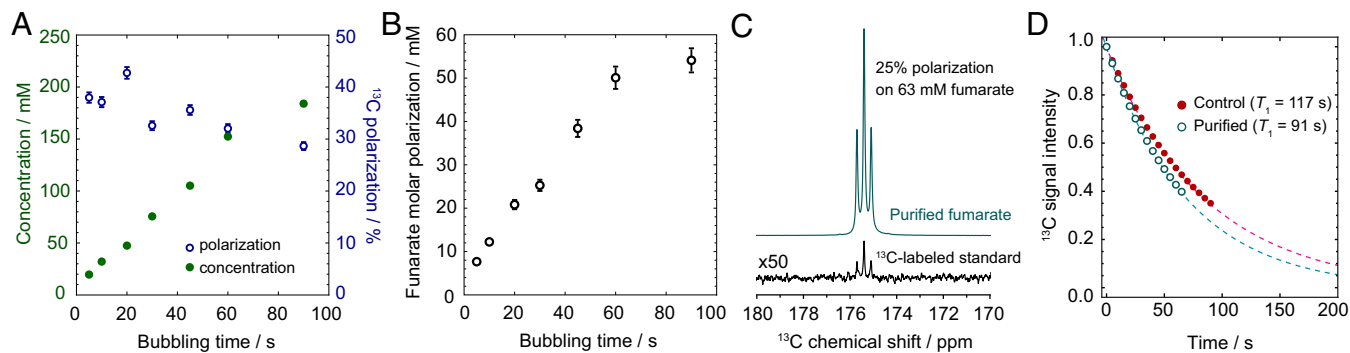 A
Concentration / mM
250
200
150
100
50
0
50
40
30
20
10
0
¹³C polarization / %
polarization
concentration
0 20 40 60 80 100
Bubbling time / s
B
Funarate molar polarization / mM
60
50
40
30
20
10
0
0 20 40 60 80 100
Bubbling time / s
C
25% polarization
on 63 mM fumarate
Purified fumarate
x50
¹³C-labeled standard
180 178 176 174 172 170
¹³C chemical shift / ppm
D
¹³C signal intensity
1.0
0.8
0.6
0.4
0.2
0.0
Control (T₁ = 117 s)
Purified (T₁ = 91 s)
0 50 100 150 200
Time / s